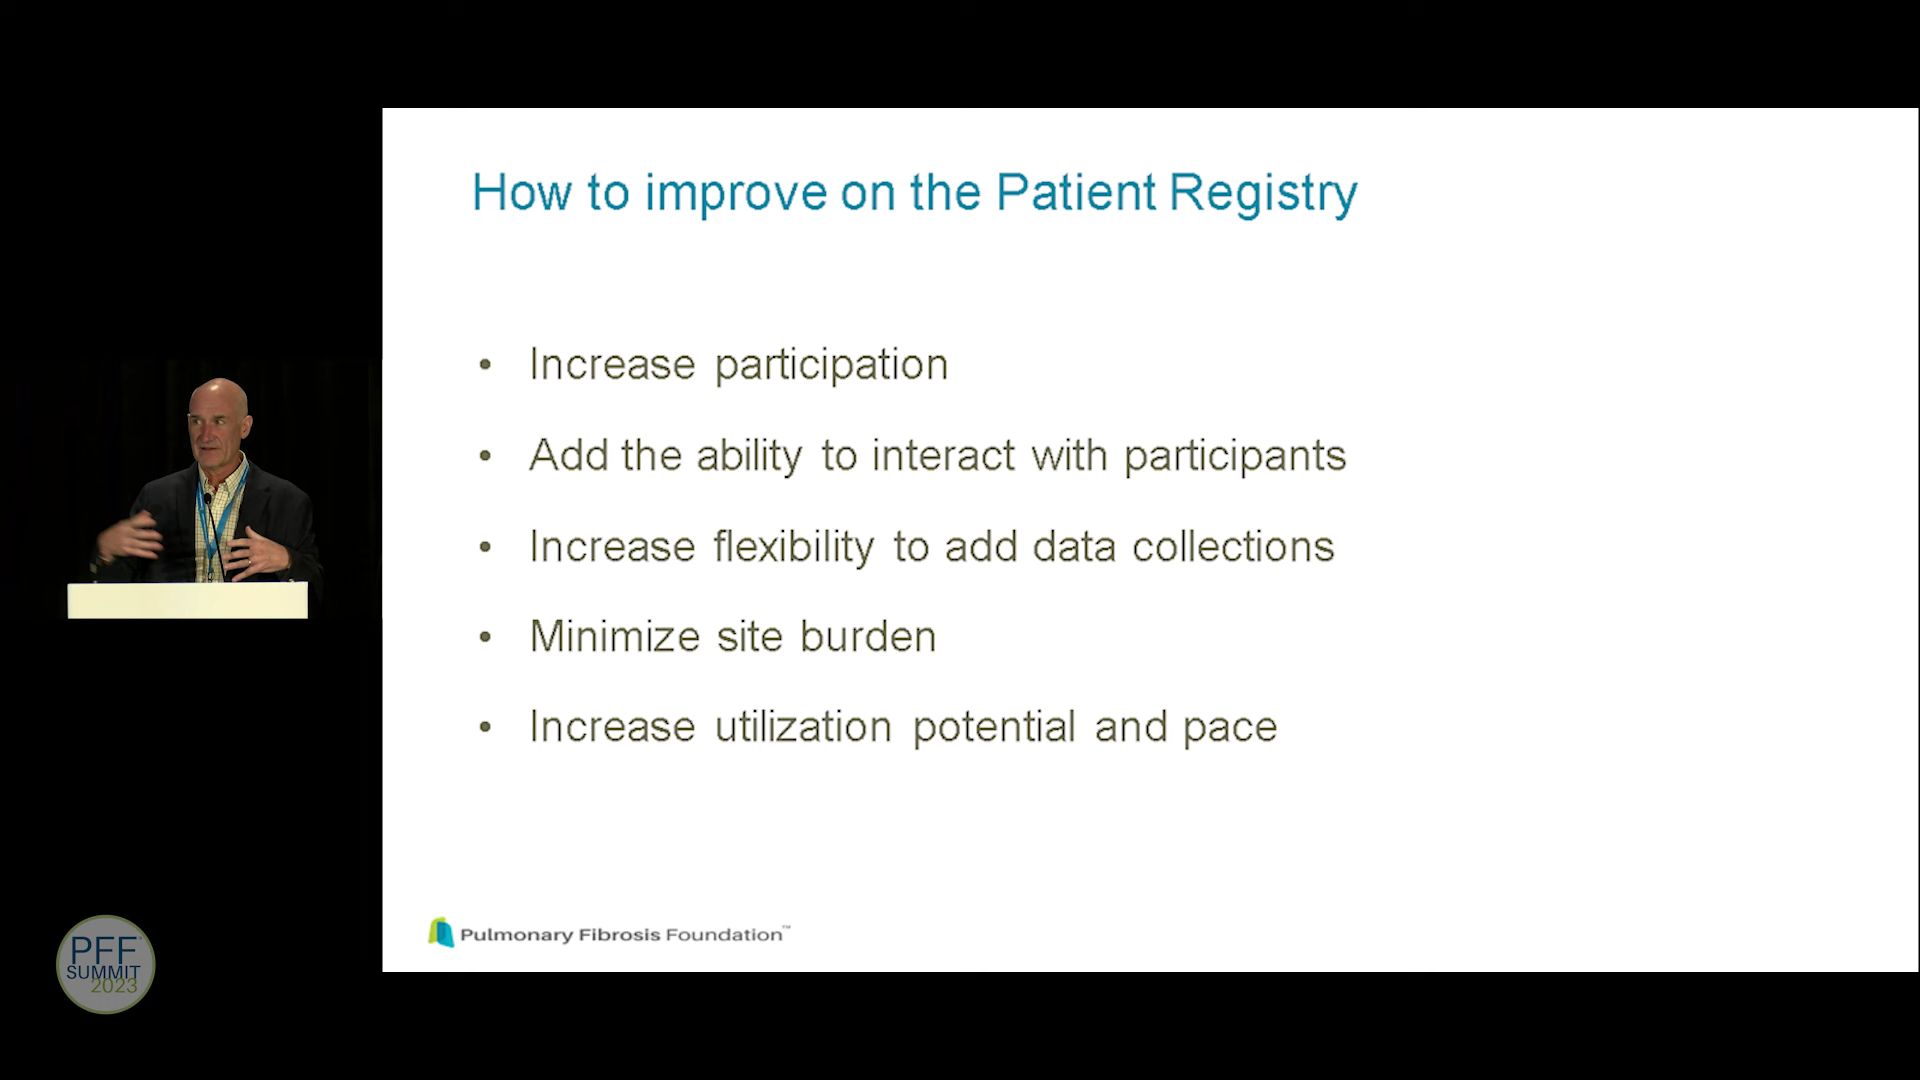 How to improve on the Patient Registry
• Increase participation
• Add the ability to interact with participants
• Increase flexibility to add data collections
• Minimize site burden
• Increase utilization potential and pace
Pulmonary Fibrosis Foundation™
PFF
SUMMIT
2023